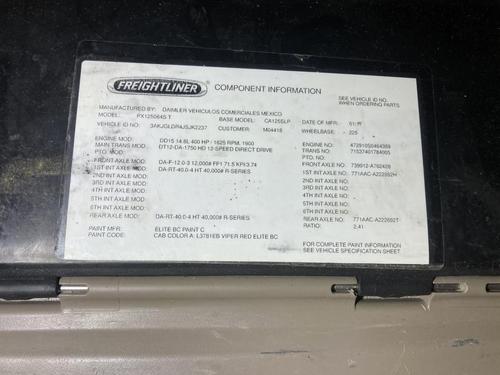 FREIGHTLINER
COMPONENT INFORMATION
SEE VEHICLE ID NO.
WHEN ORDERING PARTS
MANUFACTURED BY: DAIMLER VEHICULOS COMERCIALES MEXICO
MODEL: PX125064S T BASE MODEL: CA125SLP DATE OF MFR:
VEHICLE ID NO.: CUSTOMER: M04418 WHEELBASE: 225
ENGINE MOD: DD15 14.8L 400 HP / 1625 RPM, 1900 ENGINE NO:
MAIN TRANS MOD: DT12-DA-1750 HD 12-SPEED DIRECT DRIVE TRANS NO: 71537401784065
PTO. MOD: PTO. NO:
FRONT AXLE MOD: DA-F-12.0-3 12,000# FF1 71.5 KPI/3.74 FRONT AXLE NO: 739912-A762428
1ST INT AXLE MOD: DA-RT-40.0-4 HT 40,000# R-SERIES 1ST INT AXLE NO: 771AAC-A222692H
2ND INT AXLE MOD: 2ND INT AXLE NO:
3RD INT AXLE MOD: 3RD INT AXLE NO:
4TH INT AXLE MOD: 4TH INT AXLE NO:
5TH INT AXLE MOD: 5TH INT AXLE NO:
6TH INT AXLE MOD: 6TH INT AXLE NO:
REAR AXLE MOD: DA-RT-40.0-4 HT 40,000# R-SERIES REAR AXLE NO: 771AAC-A222692T
RATIO: 2.41
PAINT MFR: ELITE BC PAINT C
PAINT CODE: CAB COLOR A: L3781EB VIPER RED ELITE BC
FOR COMPLETE PAINT INFORMATION
SEE VEHICLE SPECIFICATION SHEET.